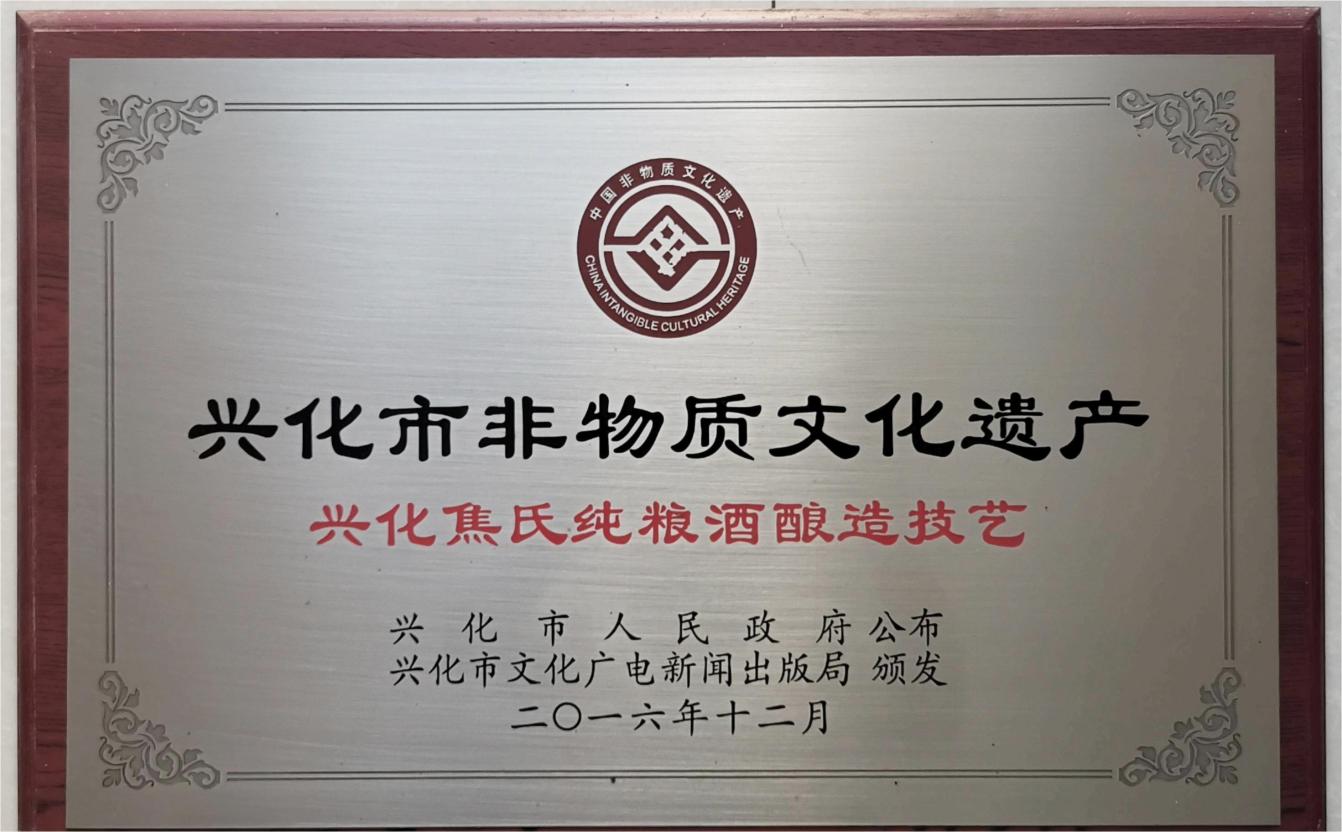 中国非物质文化遗产
CHINA INTANGIBLE CULTURAL HERITAGE
兴化市非物质文化遗产
兴化焦氏纯粮酒酿造技艺
兴化市人民政府公布
兴化市文化广电新闻出版局 颁发
二〇一六年十二月